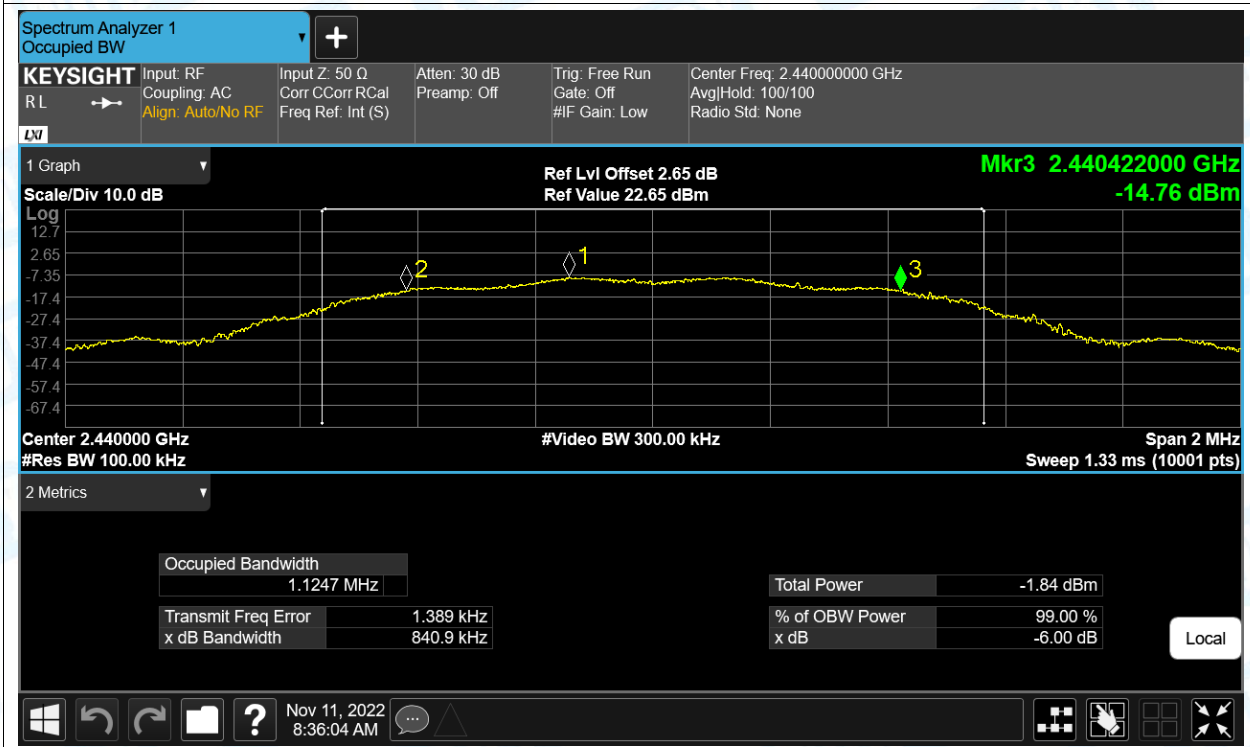 Spectrum Analyzer 1
Occupied BW
KEYSIGHT
R L
LXI
Input: RF
Coupling: AC
Align: Auto/No RF
Input Z: 50 Ω
Corr CCorr RCal
Freq Ref: Int (S)
Atten: 30 dB
Preamp: Off
Trig: Free Run
Gate: Off
#IF Gain: Low
Center Freq: 2.440000000 GHz
Avg|Hold: 100/100
Radio Std: None
1 Graph
Scale/Div 10.0 dB
Ref Lvl Offset 2.65 dB
Ref Value 22.65 dBm
Mkr3 2.440422000 GHz
-14.76 dBm
Log
12.7
2.65
-7.35
-17.4
-27.4
-37.4
-47.4
-57.4
-67.4
2
1
3
Center 2.440000 GHz
#Video BW 300.00 kHz
Span 2 MHz
#Res BW 100.00 kHz
Sweep 1.33 ms (10001 pts)
2 Metrics
Occupied Bandwidth
1.1247 MHz
Total Power -1.84 dBm
Transmit Freq Error 1.389 kHz
% of OBW Power 99.00 %
x dB Bandwidth 840.9 kHz
x dB -6.00 dB
Local
?
Nov 11, 2022
8:36:04 AM